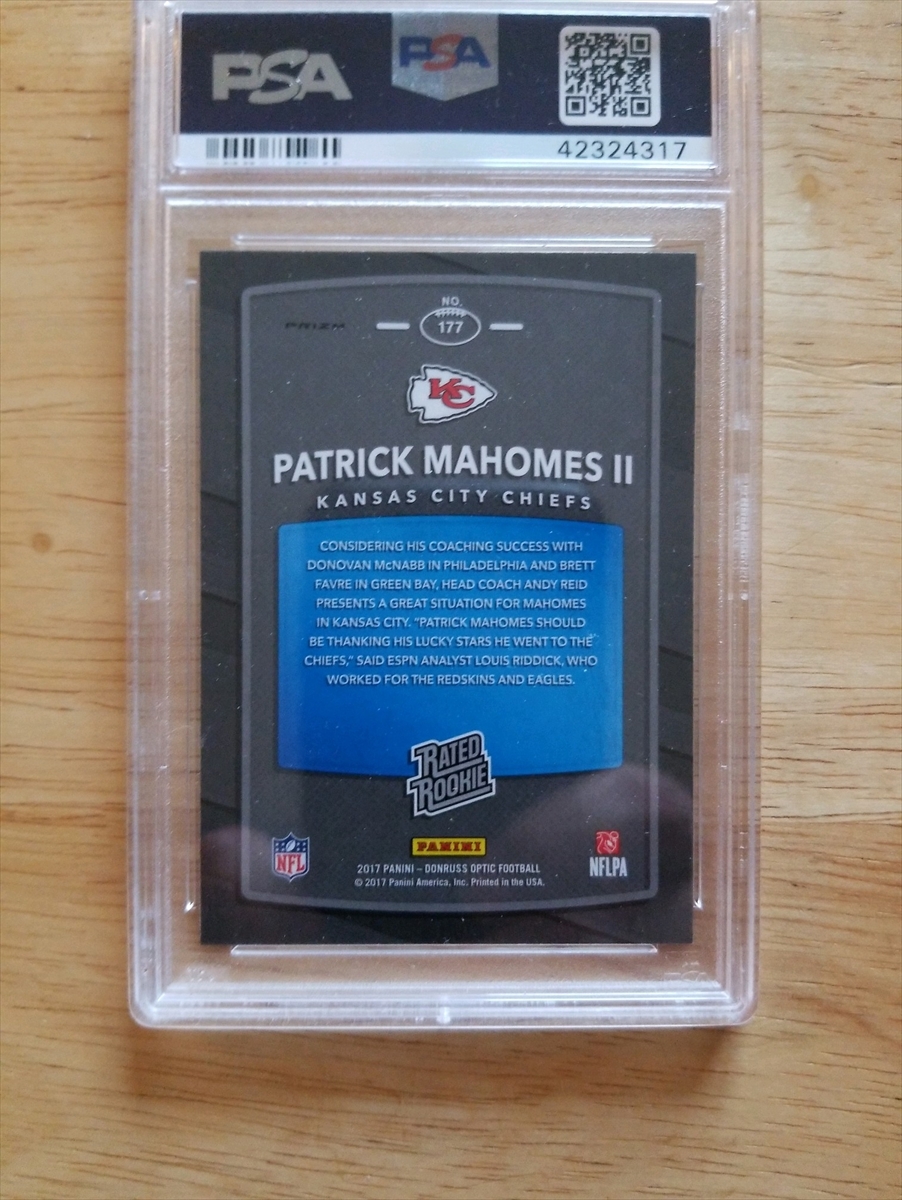 PSA PSA
42324317
NO.
PRIZM
177
KC
PATRICK MAHOMES II
KANSAS CITY CHIEFS
CONSIDERING HIS COACHING SUCCESS WITH
DONOVAN McNABB IN PHILADELPHIA AND BRETT
FAVRE IN GREEN BAY, HEAD COACH ANDY REID
PRESENTS A GREAT SITUATION FOR MAHOMES
IN KANSAS CITY. "PATRICK MAHOMES SHOULD
BE THANKING HIS LUCKY STARS HE WENT TO THE
CHIEFS," SAID ESPN ANALYST LOUIS RIDDICK, WHO
WORKED FOR THE REDSKINS AND EAGLES.
RATED
ROOKIE
PANINI
NFL
NFLPA
2017 PANINI – DONRUSS OPTIC FOOTBALL
© 2017 Panini America, Inc. Printed in the USA.